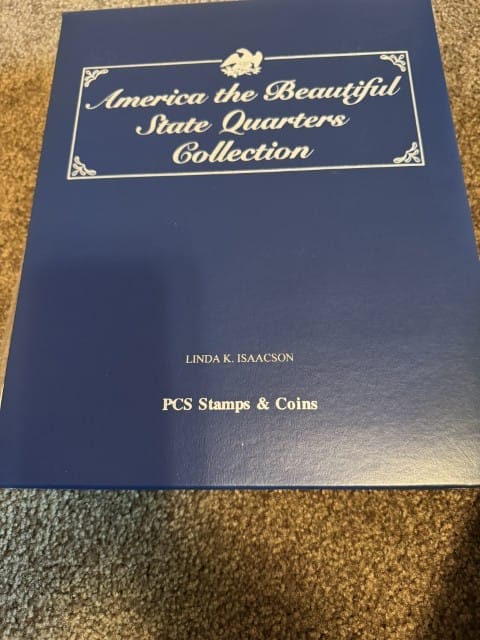 America the Beautiful
State Quarters
Collection
LINDA K. ISAACSON
PCS Stamps & Coins